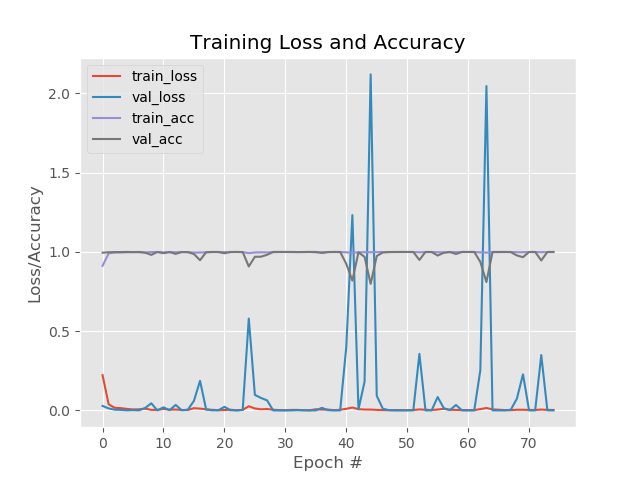 Training Loss and Accuracy
train_loss
val_loss
train_acc
val_acc
2.0
1.5
1.0
0.5
0.0
Loss/Accuracy
0 10 20 30 40 50 60 70
Epoch #